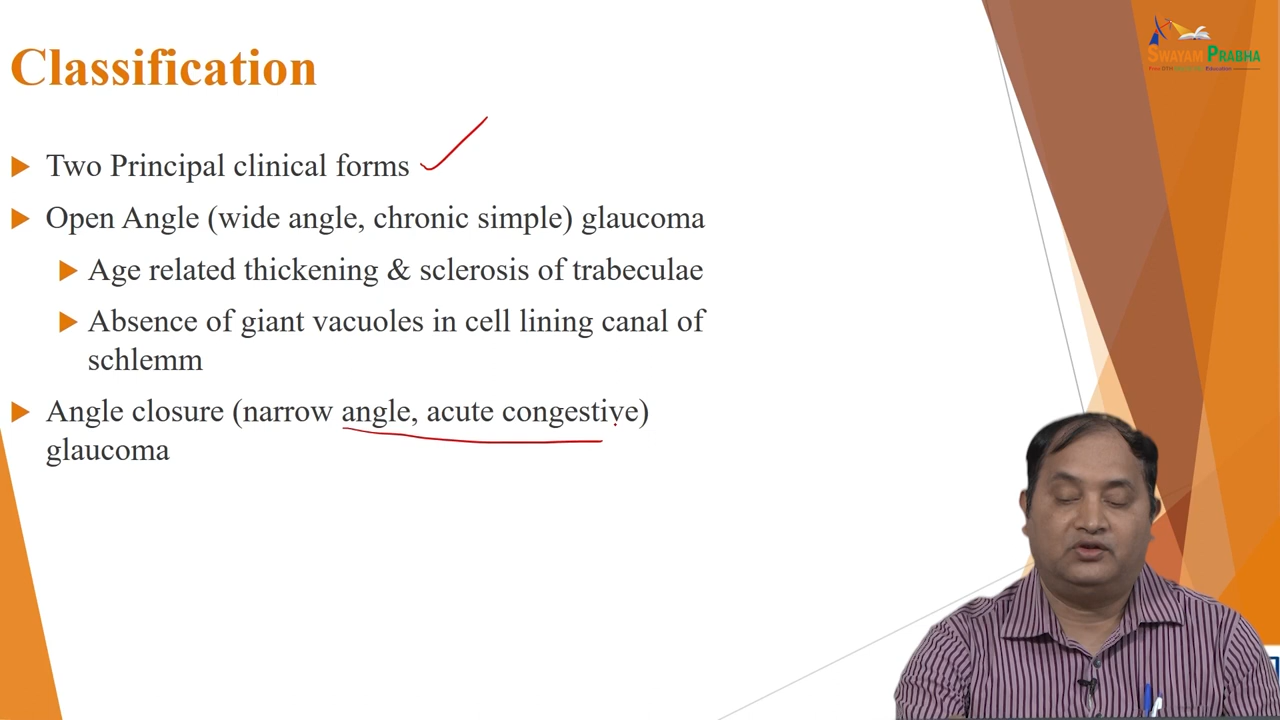 Classification
SWAYAM PRABHA
Two Principal clinical forms
Open Angle (wide angle, chronic simple) glaucoma
Age related thickening & sclerosis of trabeculae
Absence of giant vacuoles in cell lining canal of
schlemm
Angle closure (narrow angle, acute congestive)
glaucoma